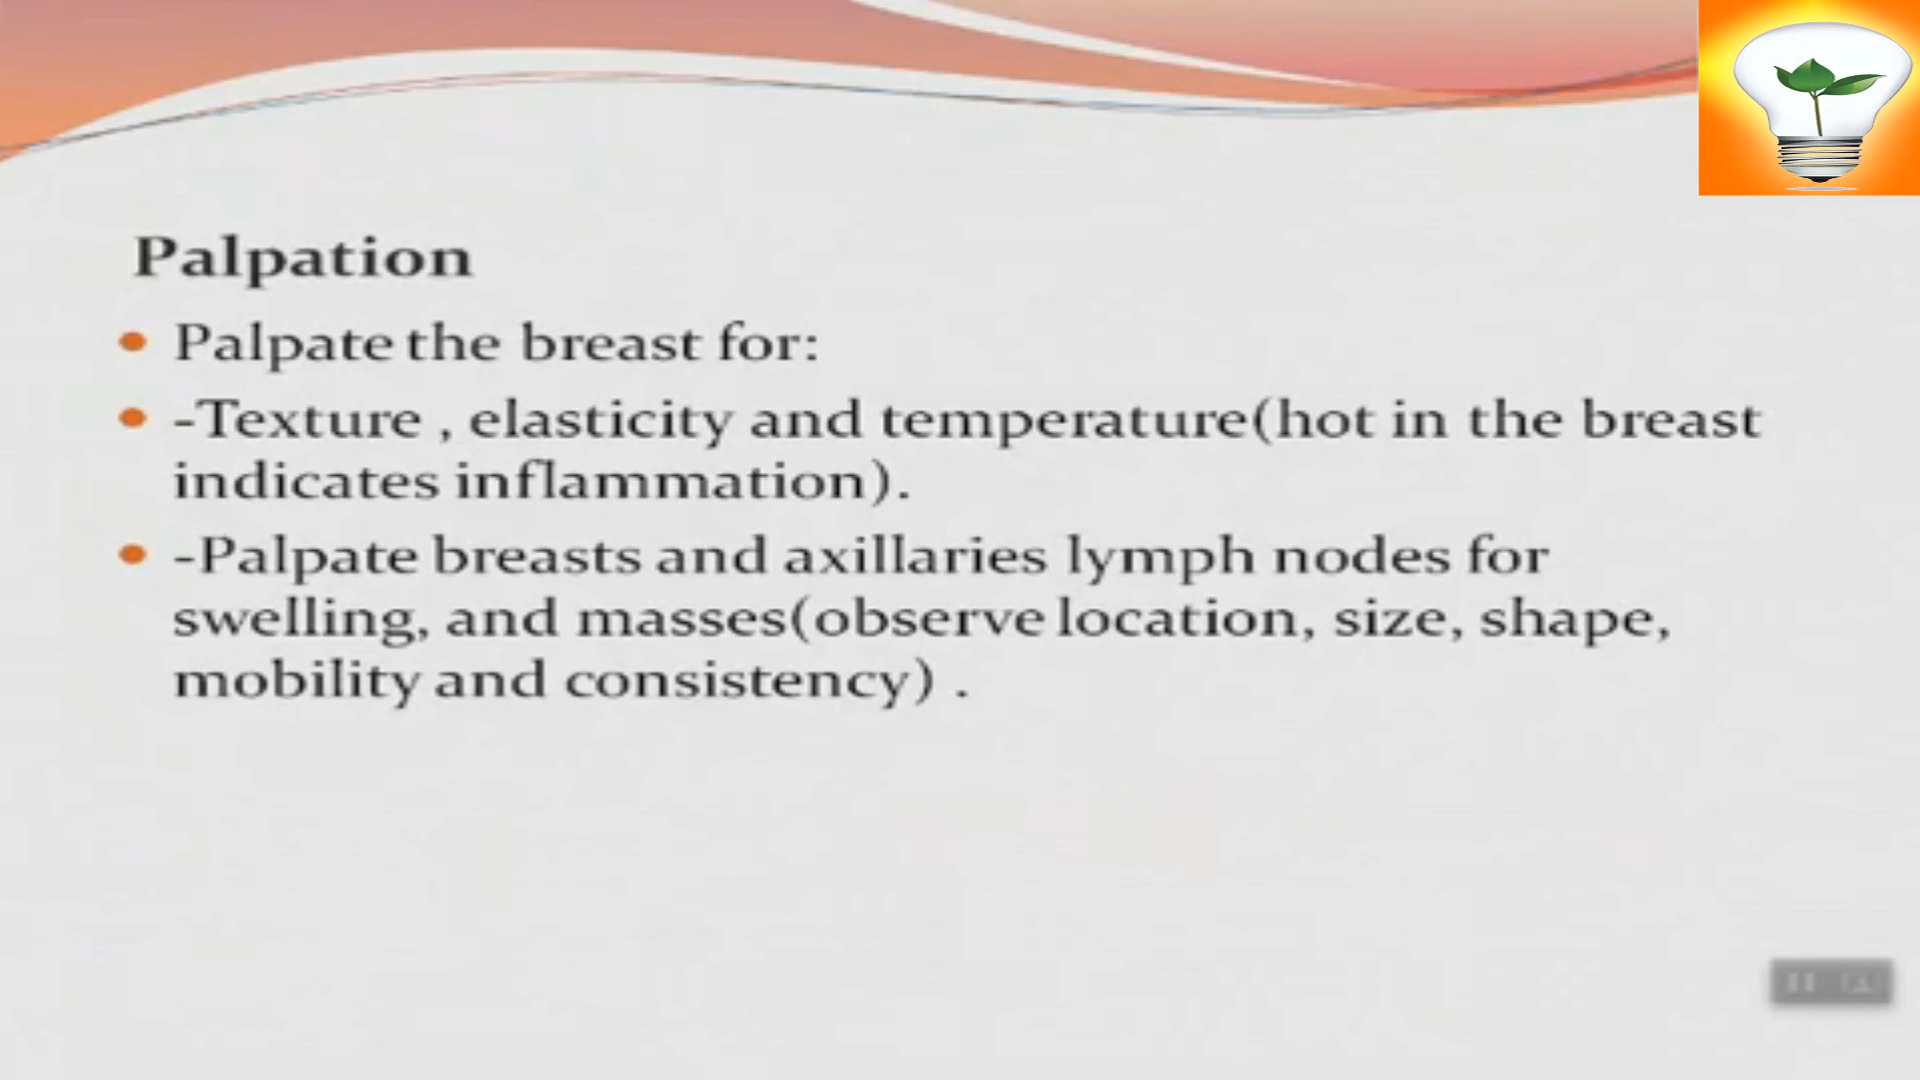 Palpation
Palpate the breast for:
-Texture , elasticity and temperature(hot in the breast
indicates inflammation).
-Palpate breasts and axillaries lymph nodes for
swelling, and masses(observe location, size, shape,
mobility and consistency) .